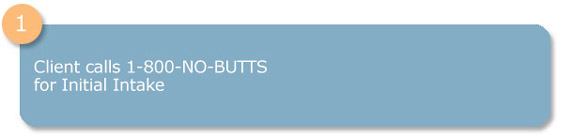 1
Client calls 1-800-NO-BUTTS
for Initial Intake